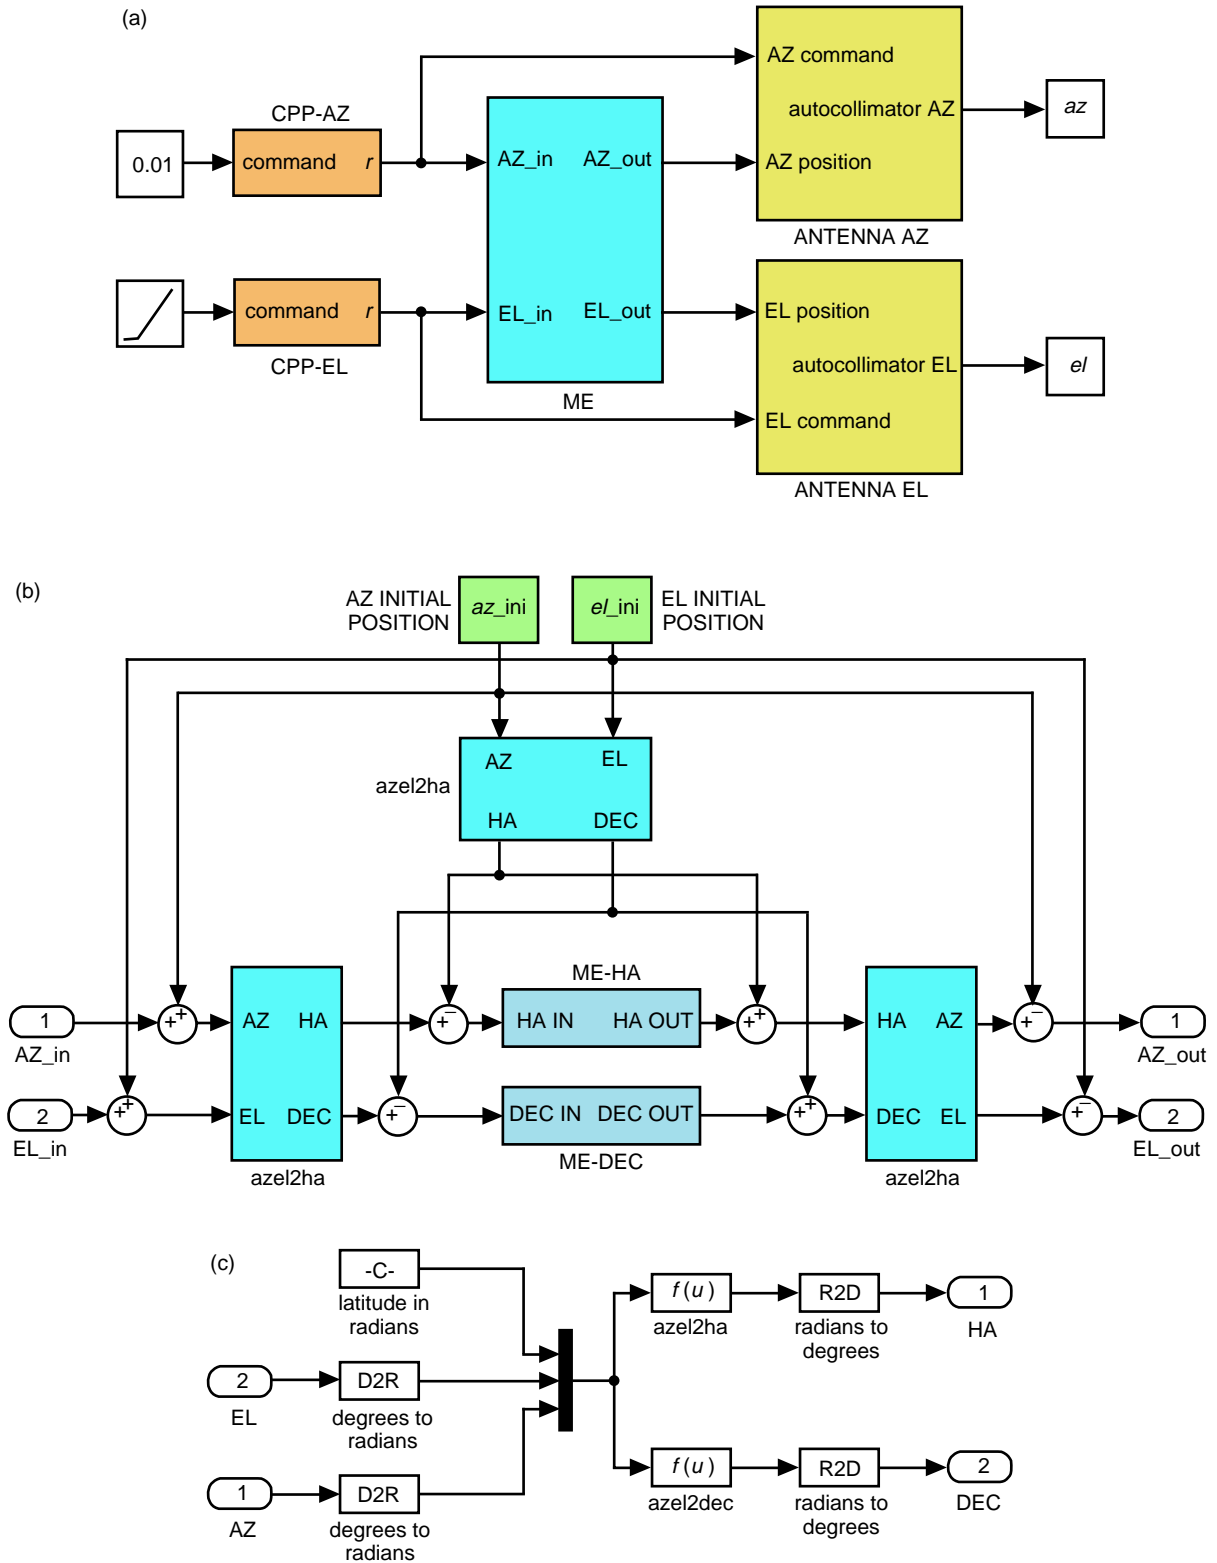 (a)
AZ command
autocollimator AZ
az
CPP-AZ
0.01
command r
AZ_in AZ_out
AZ position
ANTENNA AZ
command r
EL_in EL_out
EL position
CPP-EL
autocollimator EL
el
ME
EL command
ANTENNA EL
(b)
AZ INITIAL
POSITION
az_ini
el_ini
EL INITIAL
POSITION
AZ EL
azel2ha
HA DEC
ME-HA
1
AZ_in
+ +
AZ HA
+ −
HA IN HA OUT
+ +
HA AZ
+ −
1
AZ_out
2
EL_in
+ +
EL DEC
+ −
DEC IN DEC OUT
+ +
DEC EL
+ −
2
EL_out
ME-DEC
azel2ha
azel2ha
(c)
-C-
latitude in
radians
f(u)
azel2ha
R2D
radians to
degrees
1
HA
2
EL
D2R
degrees to
radians
1
AZ
D2R
degrees to
radians
f(u)
azel2dec
R2D
radians to
degrees
2
DEC